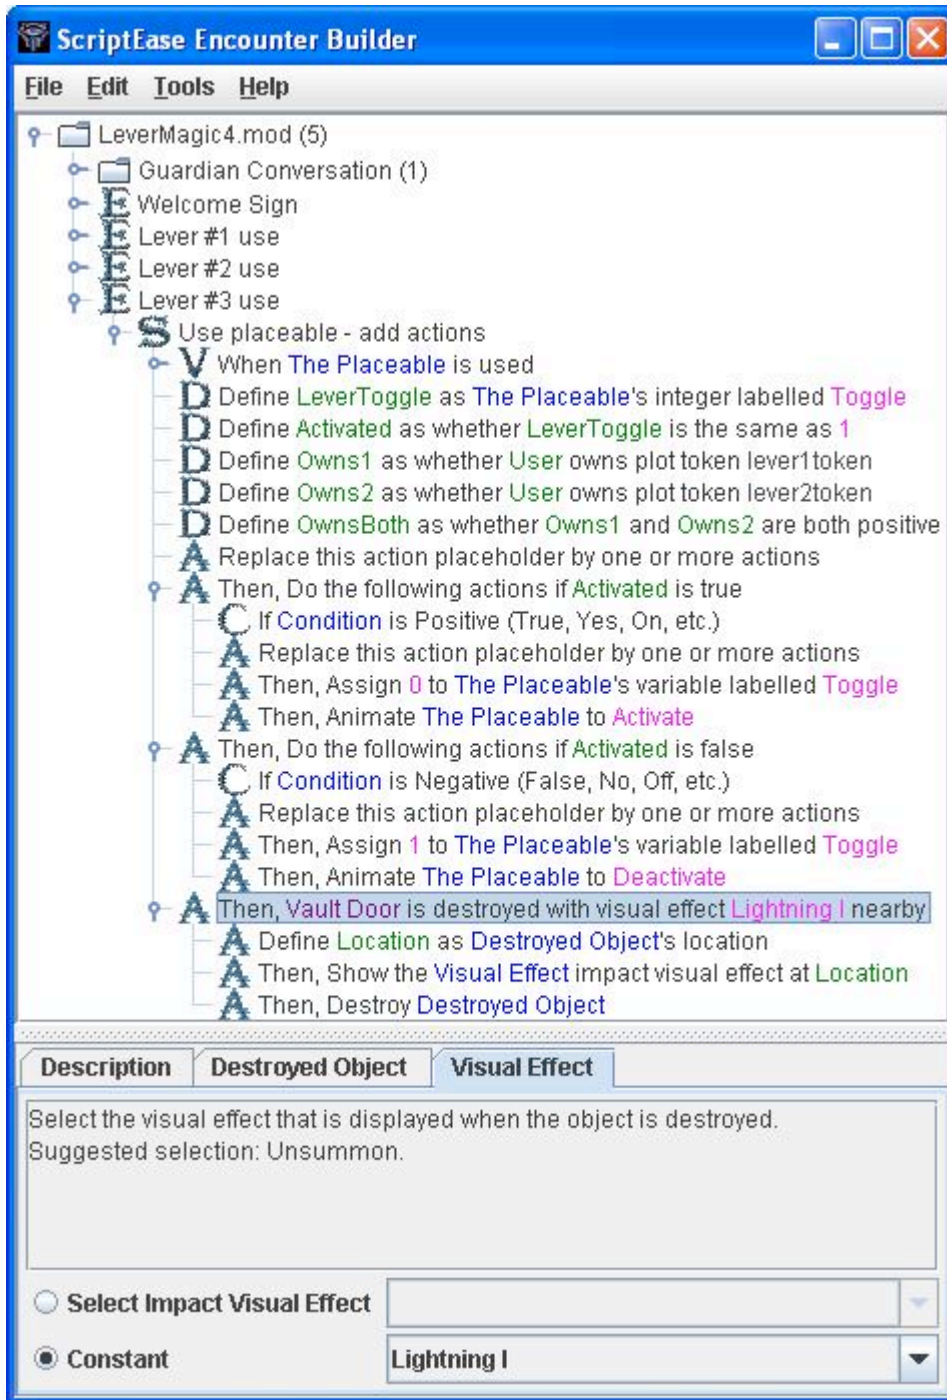 ScriptEase Encounter Builder
File Edit Tools Help
LeverMagic4.mod (5)
Guardian Conversation (1)
E Welcome Sign
E Lever #1 use
E Lever #2 use
E Lever #3 use
S Use placeable - add actions
V When The Placeable is used
D Define LeverToggle as The Placeable's integer labelled Toggle
D Define Activated as whether LeverToggle is the same as 1
D Define Owns1 as whether User owns plot token lever1token
D Define Owns2 as whether User owns plot token lever2token
D Define OwnsBoth as whether Owns1 and Owns2 are both positive
A Replace this action placeholder by one or more actions
A Then, Do the following actions if Activated is true
C If Condition is Positive (True, Yes, On, etc.)
A Replace this action placeholder by one or more actions
A Then, Assign 0 to The Placeable's variable labelled Toggle
A Then, Animate The Placeable to Activate
A Then, Do the following actions if Activated is false
C If Condition is Negative (False, No, Off, etc.)
A Replace this action placeholder by one or more actions
A Then, Assign 1 to The Placeable's variable labelled Toggle
A Then, Animate The Placeable to Deactivate
A Then, Vault Door is destroyed with visual effect Lightning I nearby
A Define Location as Destroyed Object's location
A Then, Show the Visual Effect impact visual effect at Location
A Then, Destroy Destroyed Object
Description Destroyed Object Visual Effect
Select the visual effect that is displayed when the object is destroyed.
Suggested selection: Unsummon.
Select Impact Visual Effect
Constant Lightning I